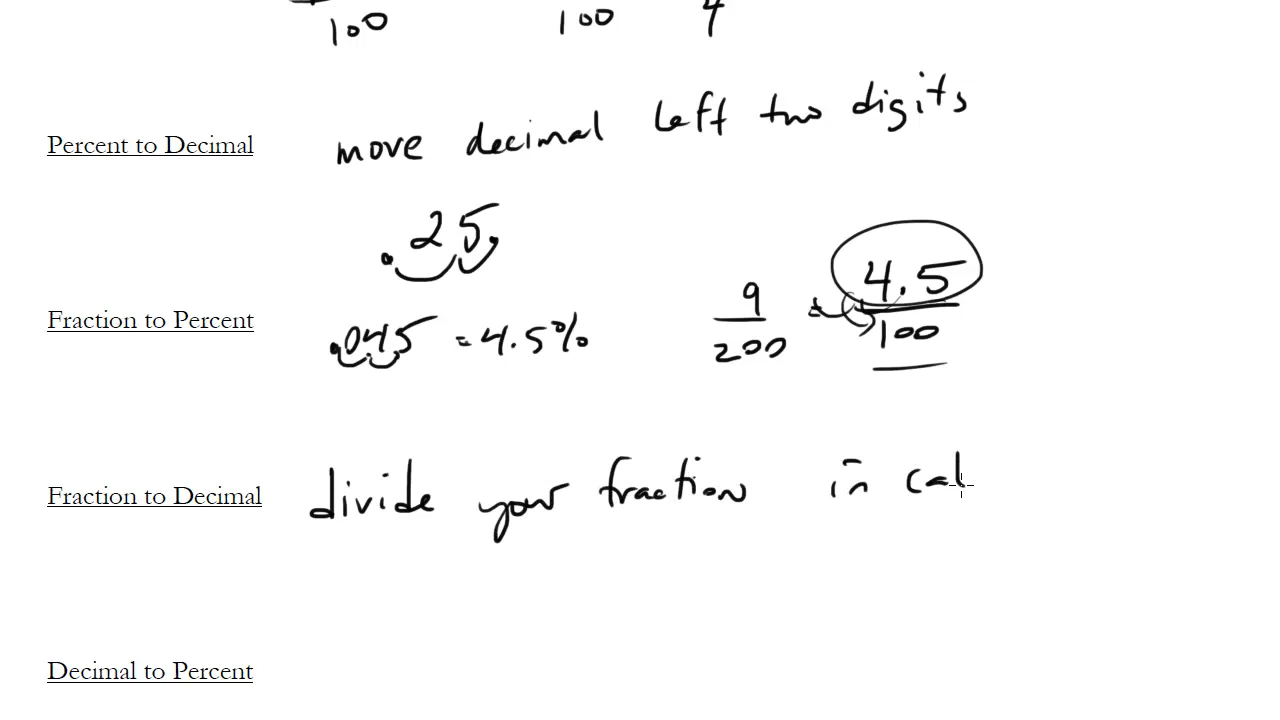 100 100 4
Percent to Decimal move decimal left two digits
.25.
Fraction to Percent .045 = 4.5% 9/200 = 4.5/100
Fraction to Decimal divide your fraction in cal
Decimal to Percent